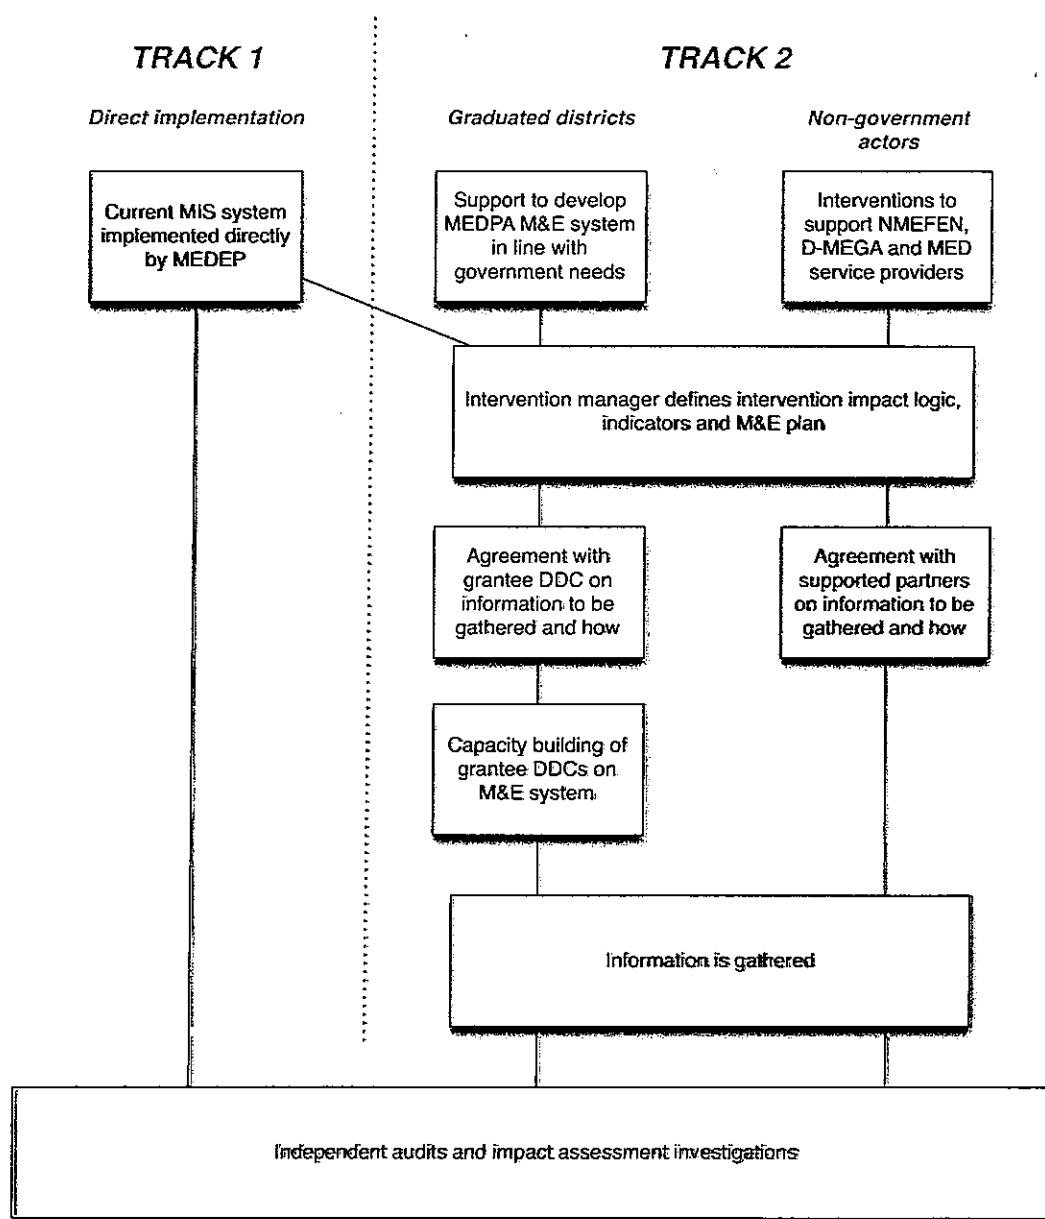 TRACK 1
TRACK 2
Direct implementation
Graduated districts
Non-government
actors
Current MIS system
implemented directly
by MEDEP
Support to develop
MEDPA M&E system
in line with
government needs
Interventions to
support NMEFEN,
D-MEGA and MED
service providers
Intervention manager defines intervention impact logic,
indicators and M&E plan
Agreement with
grantee DDC on
information to be
gathered and how
Agreement with
supported partners
on information to be
gathered and how
Capacity building of
grantee DDCs on
M&E system
Information is gathered
Independent audits and impact assessment investigations